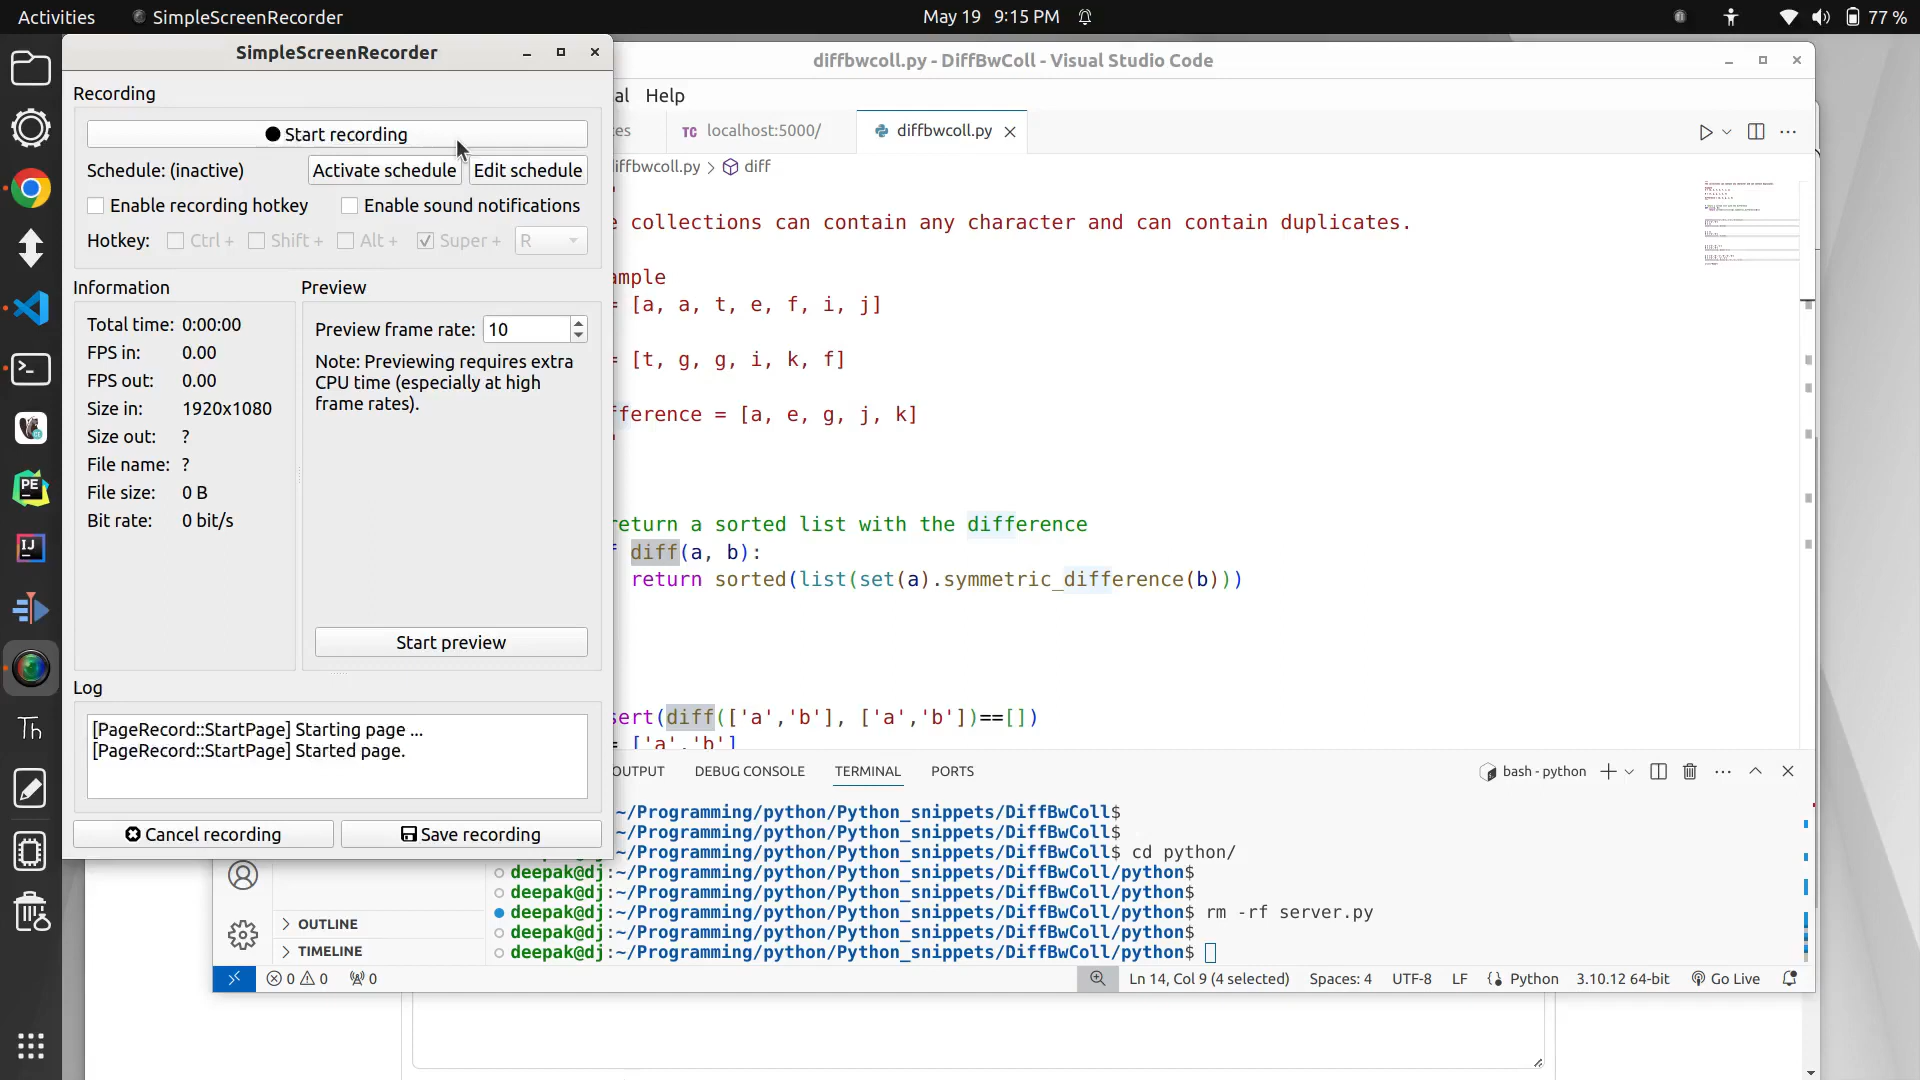 Activities SimpleScreenRecorder May 19 9:15 PM 77 %
SimpleScreenRecorder
Recording
Start recording
Schedule: (inactive) Activate schedule Edit schedule
Enable recording hotkey Enable sound notifications
Hotkey: Ctrl + Shift + Alt + Super + R
Information
Total time: 0:00:00
FPS in: 0.00
FPS out: 0.00
Size in: 1920x1080
Size out: ?
File name: ?
File size: 0 B
Bit rate: 0 bit/s
Preview
Preview frame rate: 10
Note: Previewing requires extra
CPU time (especially at high
frame rates).
Start preview
Log
[PageRecord::StartPage] Starting page ...
[PageRecord::StartPage] Started page.
Cancel recording Save recording
diffbwcoll.py - DiffBwColl - Visual Studio Code
al Help
es TC localhost:5000/ diffbwcoll.py
iffbwcoll.py > diff
e collections can contain any character and can contain duplicates.
ample
= [a, a, t, e, f, i, j]
= [t, g, g, i, k, f]
fference = [a, e, g, j, k]
eturn a sorted list with the difference
f diff(a, b):
return sorted(list(set(a).symmetric_difference(b)))
sert(diff(['a','b'], ['a','b'])==[])
= ['a','b']
OUTPUT DEBUG CONSOLE TERMINAL PORTS bash - python
~/Programming/python/Python_snippets/DiffBwColl$
~/Programming/python/Python_snippets/DiffBwColl$
~/Programming/python/Python_snippets/DiffBwColl$ cd python/
deepak@dj:~/Programming/python/Python_snippets/DiffBwColl/python$
deepak@dj:~/Programming/python/Python_snippets/DiffBwColl/python$
deepak@dj:~/Programming/python/Python_snippets/DiffBwColl/python$ rm -rf server.py
deepak@dj:~/Programming/python/Python_snippets/DiffBwColl/python$
deepak@dj:~/Programming/python/Python_snippets/DiffBwColl/python$
OUTLINE
TIMELINE
0 0 0 Ln 14, Col 9 (4 selected) Spaces: 4 UTF-8 LF Python 3.10.12 64-bit Go Live
PE
IJ
Th